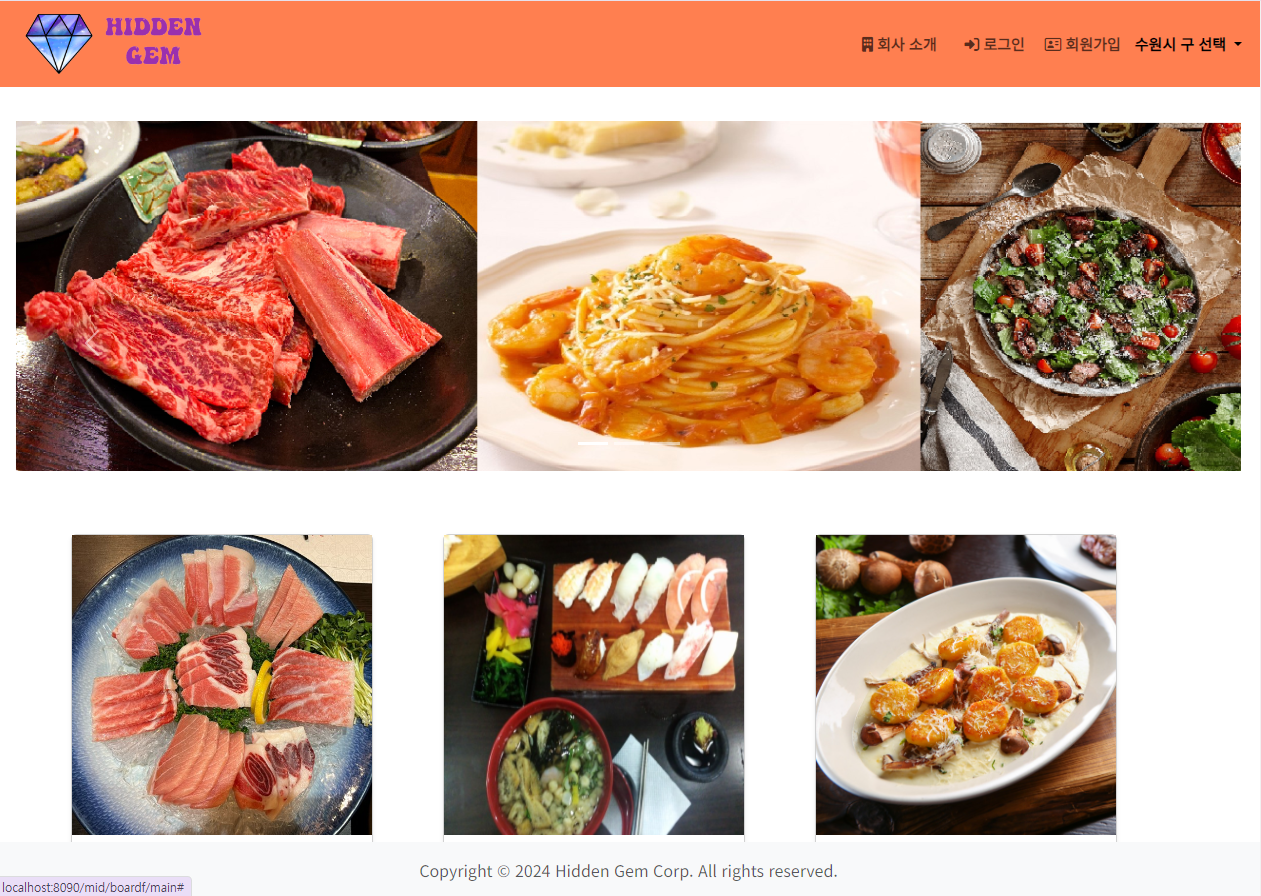 HIDDEN
GEM
회사 소개 로그인 회원가입 수원시 구 선택
Copyright © 2024 Hidden Gem Corp. All rights reserved.
localhost:8090/mid/boardf/main#